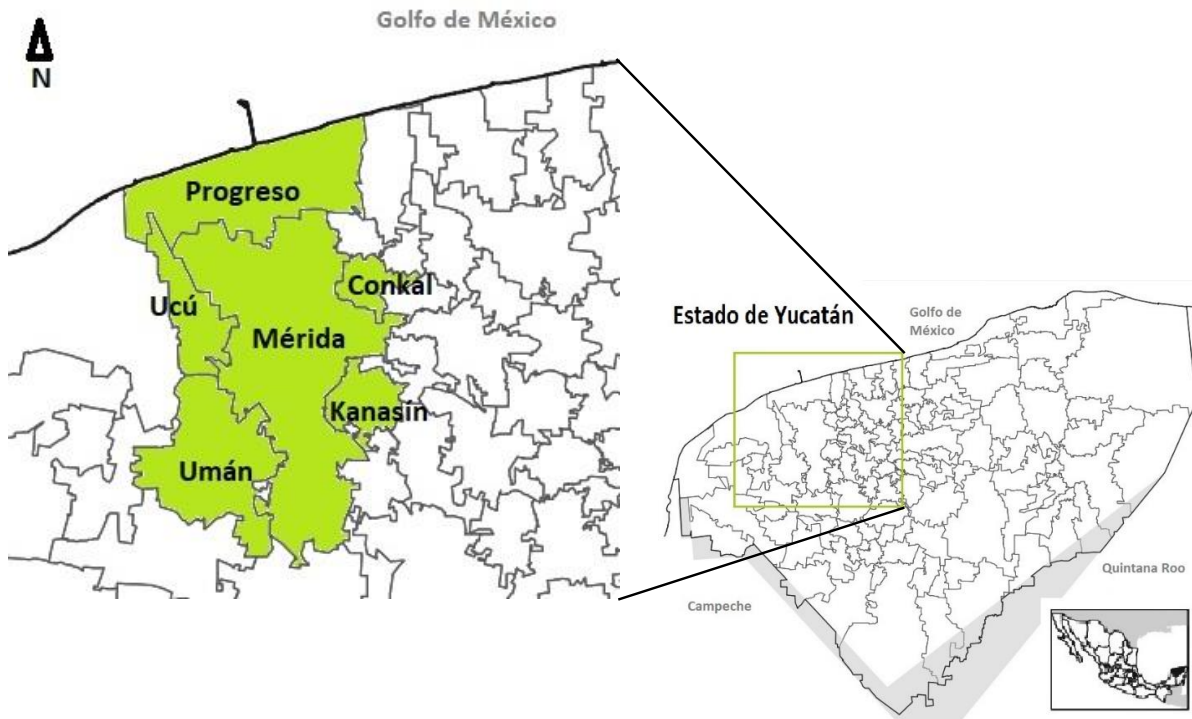 Golfo de México
N
Progreso
Conkal
Ucú
Mérida
Kanasín
Umán
Estado de Yucatán
Golfo de
México
Quintana Roo
Campeche